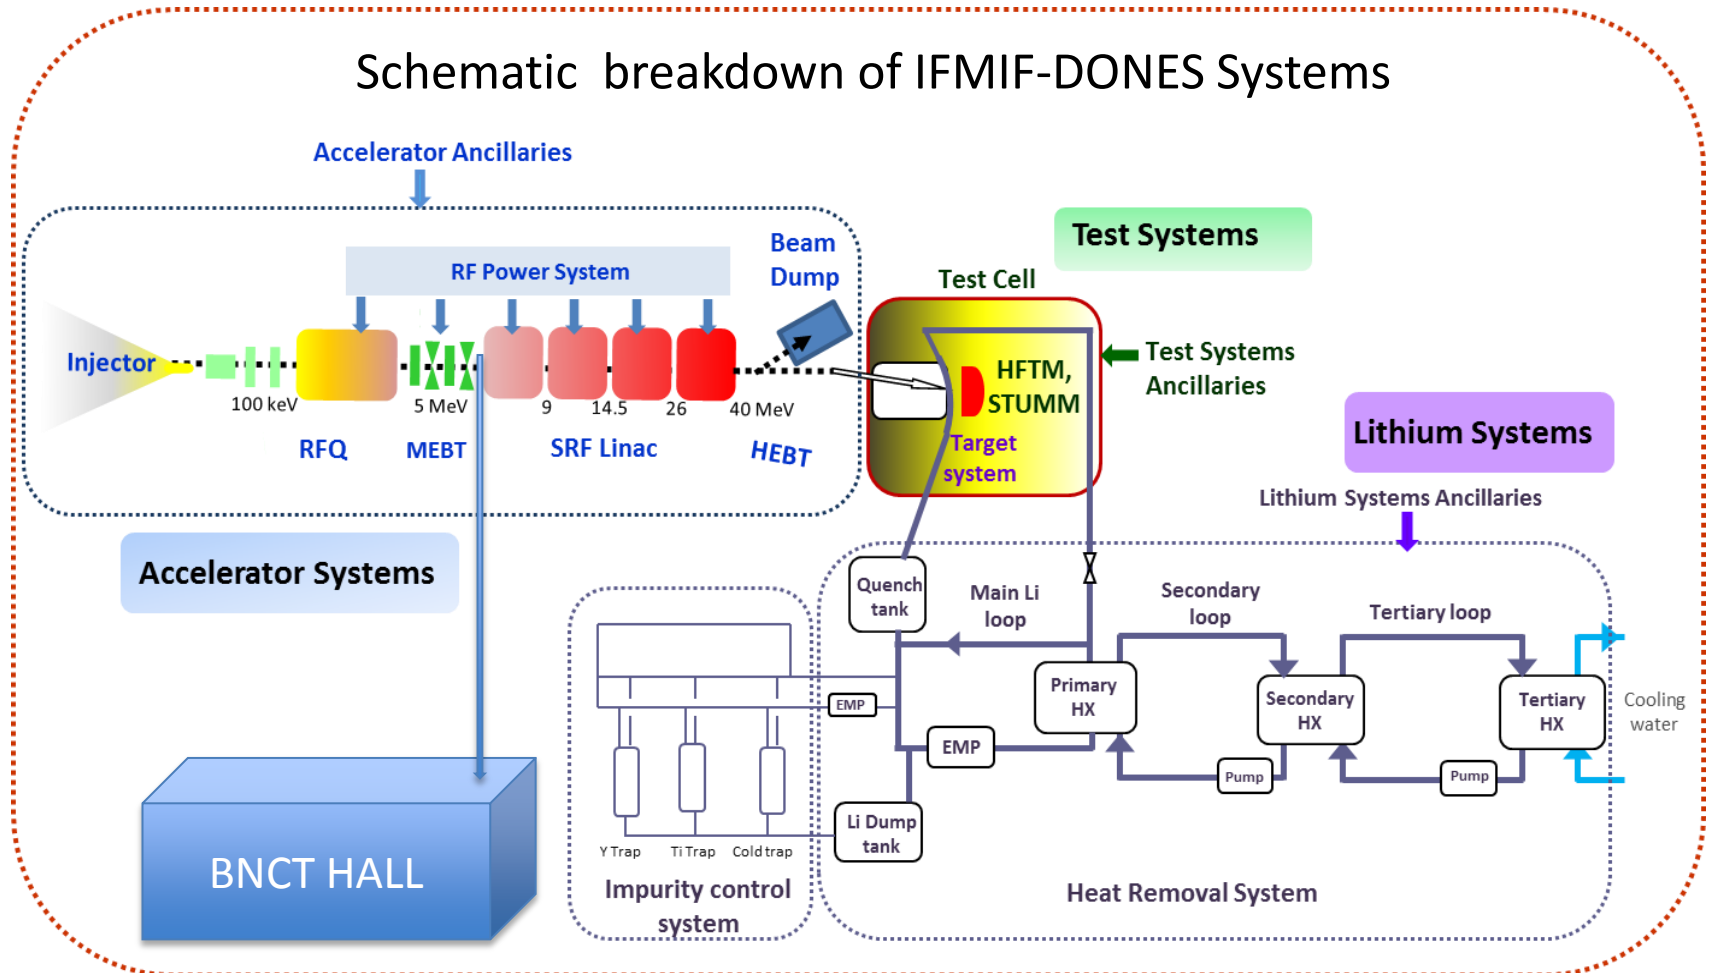 Schematic breakdown of IFMIF-DONES Systems
Accelerator Ancillaries
RF Power System
Beam
Dump
Injector
100 keV
5 MeV
9
14.5
26
40 MeV
RFQ
MEBT
SRF Linac
HEBT
Accelerator Systems
BNCT HALL
Test Systems
Test Cell
HFTM,
STUMM
Target
system
Test Systems
Ancillaries
Lithium Systems
Lithium Systems Ancillaries
Quench
tank
Main Li
loop
Secondary
loop
Tertiary loop
Primary
HX
Secondary
HX
Tertiary
HX
Cooling
water
EMP
EMP
Pump
Pump
Li Dump
tank
Y Trap
Ti Trap
Cold trap
Impurity control
system
Heat Removal System